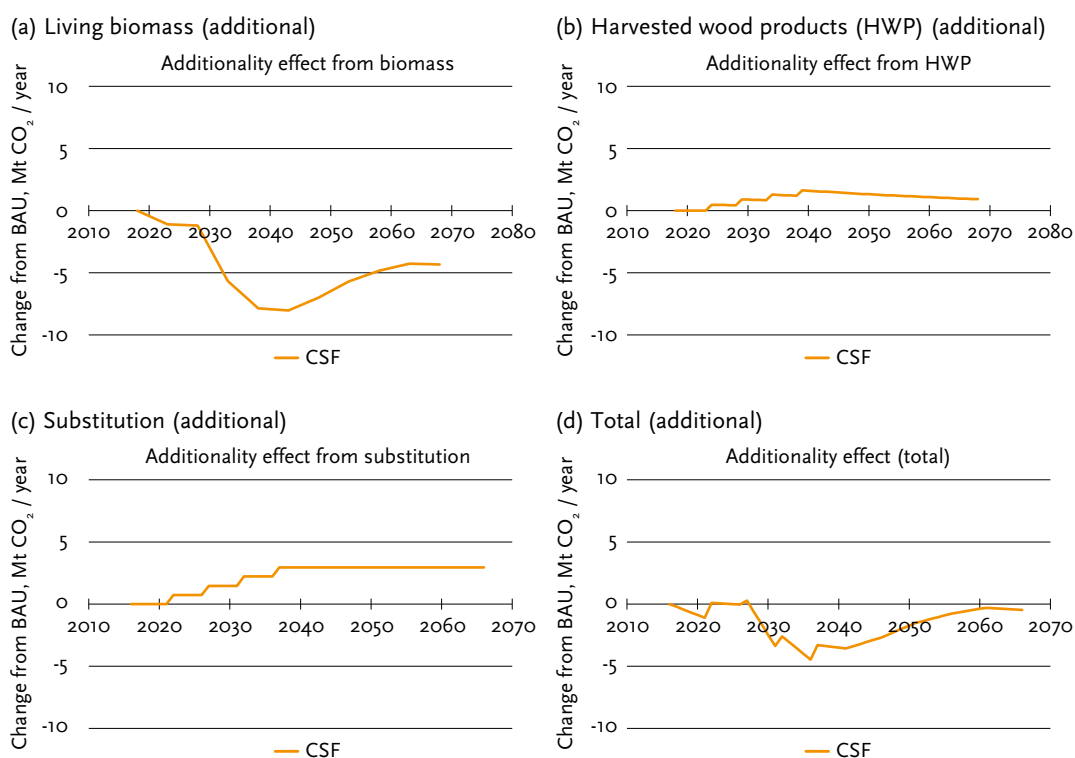 (a) Living biomass (additional)
Additionality effect from biomass
Change from BAU, Mt CO₂ / year
10
5
0
-5
-10
2010 2020 2030 2040 2050 2060 2070 2080
CSF
(b) Harvested wood products (HWP) (additional)
Additionality effect from HWP
Change from BAU, Mt CO₂ / year
10
5
0
-5
-10
2010 2020 2030 2040 2050 2060 2070 2080
CSF
(c) Substitution (additional)
Additionality effect from substitution
Change from BAU, Mt CO₂ / year
10
5
0
-5
-10
2010 2020 2030 2040 2050 2060 2070
CSF
(d) Total (additional)
Additionality effect (total)
Change from BAU, Mt CO₂ / year
10
5
0
-5
-10
2010 2020 2030 2040 2050 2060 2070
CSF